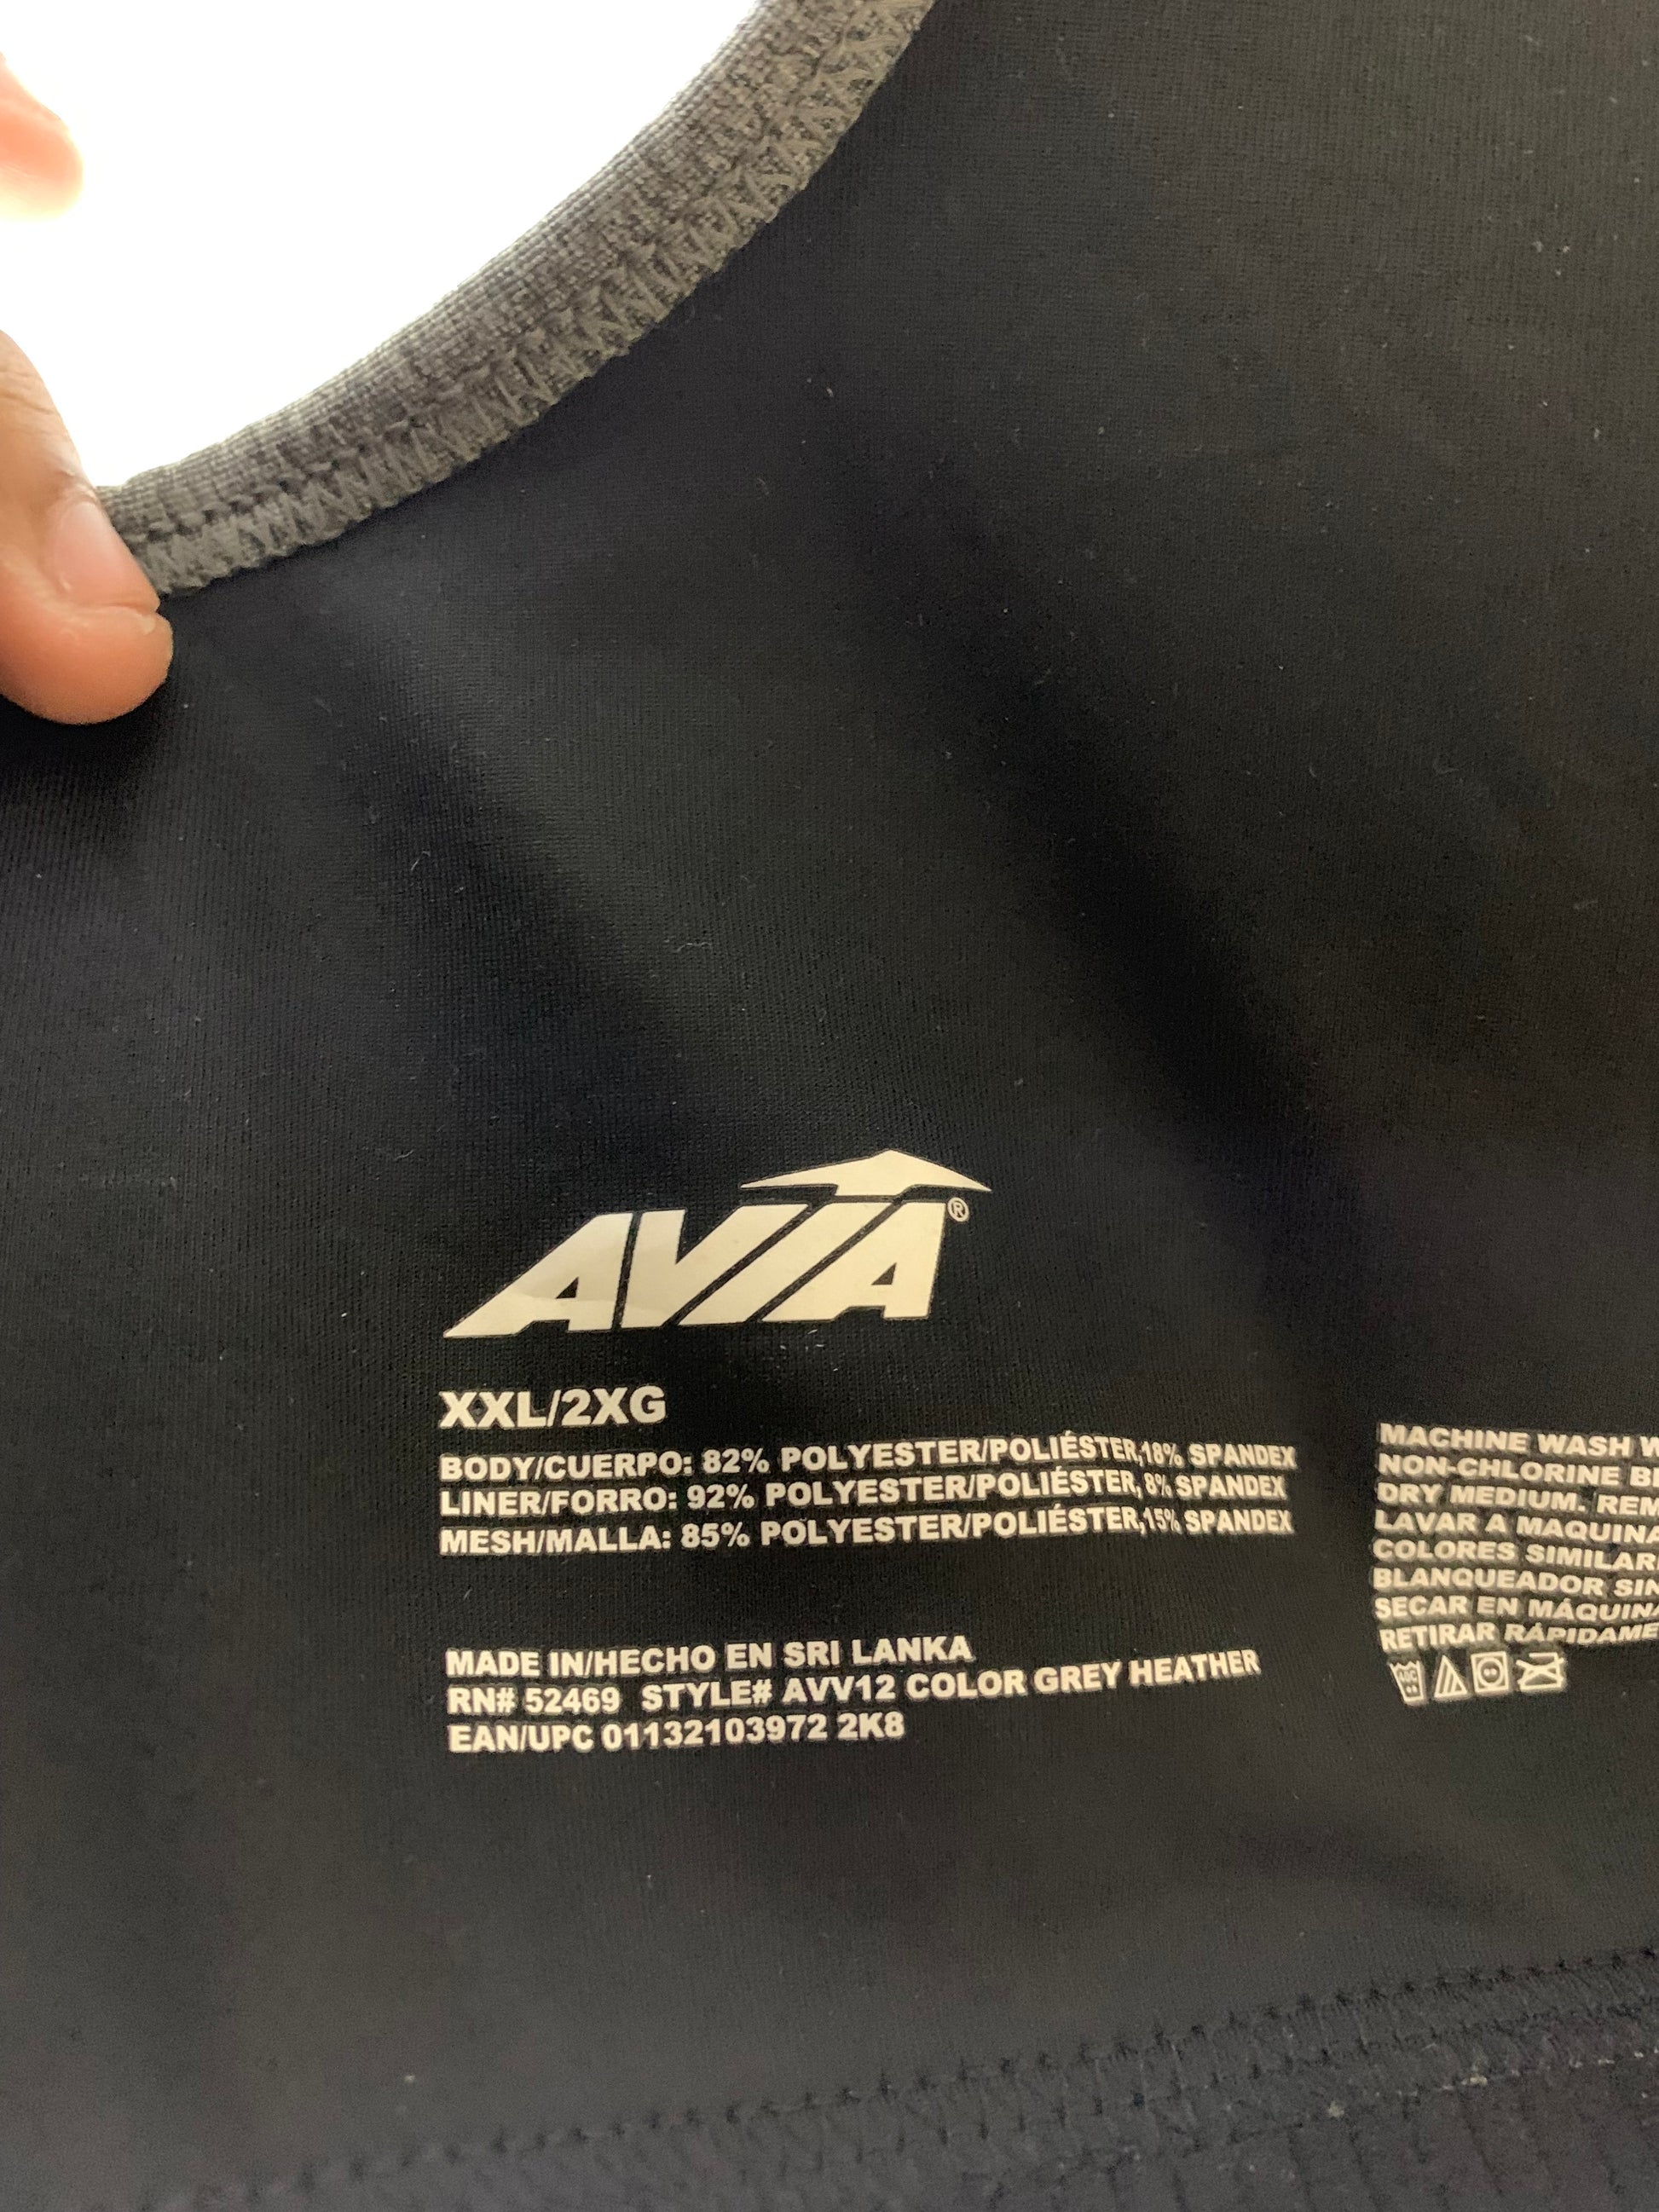 AVIA®
XXL/2XG
BODY/CUERPO: 82% POLYESTER/POLIÉSTER,18% SPANDEX
LINER/FORRO: 92% POLYESTER/POLIÉSTER, 8% SPANDEX
MESH/MALLA: 85% POLYESTER/POLIÉSTER,15% SPANDEX
MADE IN/HECHO EN SRI LANKA
RN# 52469 STYLE# AVV12 COLOR GREY HEATHER
EAN/UPC 01132103972 2K8
MACHINE WASH
NON-CHLORINE
DRY MEDIUM.
LAVAR A MAQUINA
COLORES
BLANQUEADOR SIN
SECAR EN MÁQUINA
RETIRAR